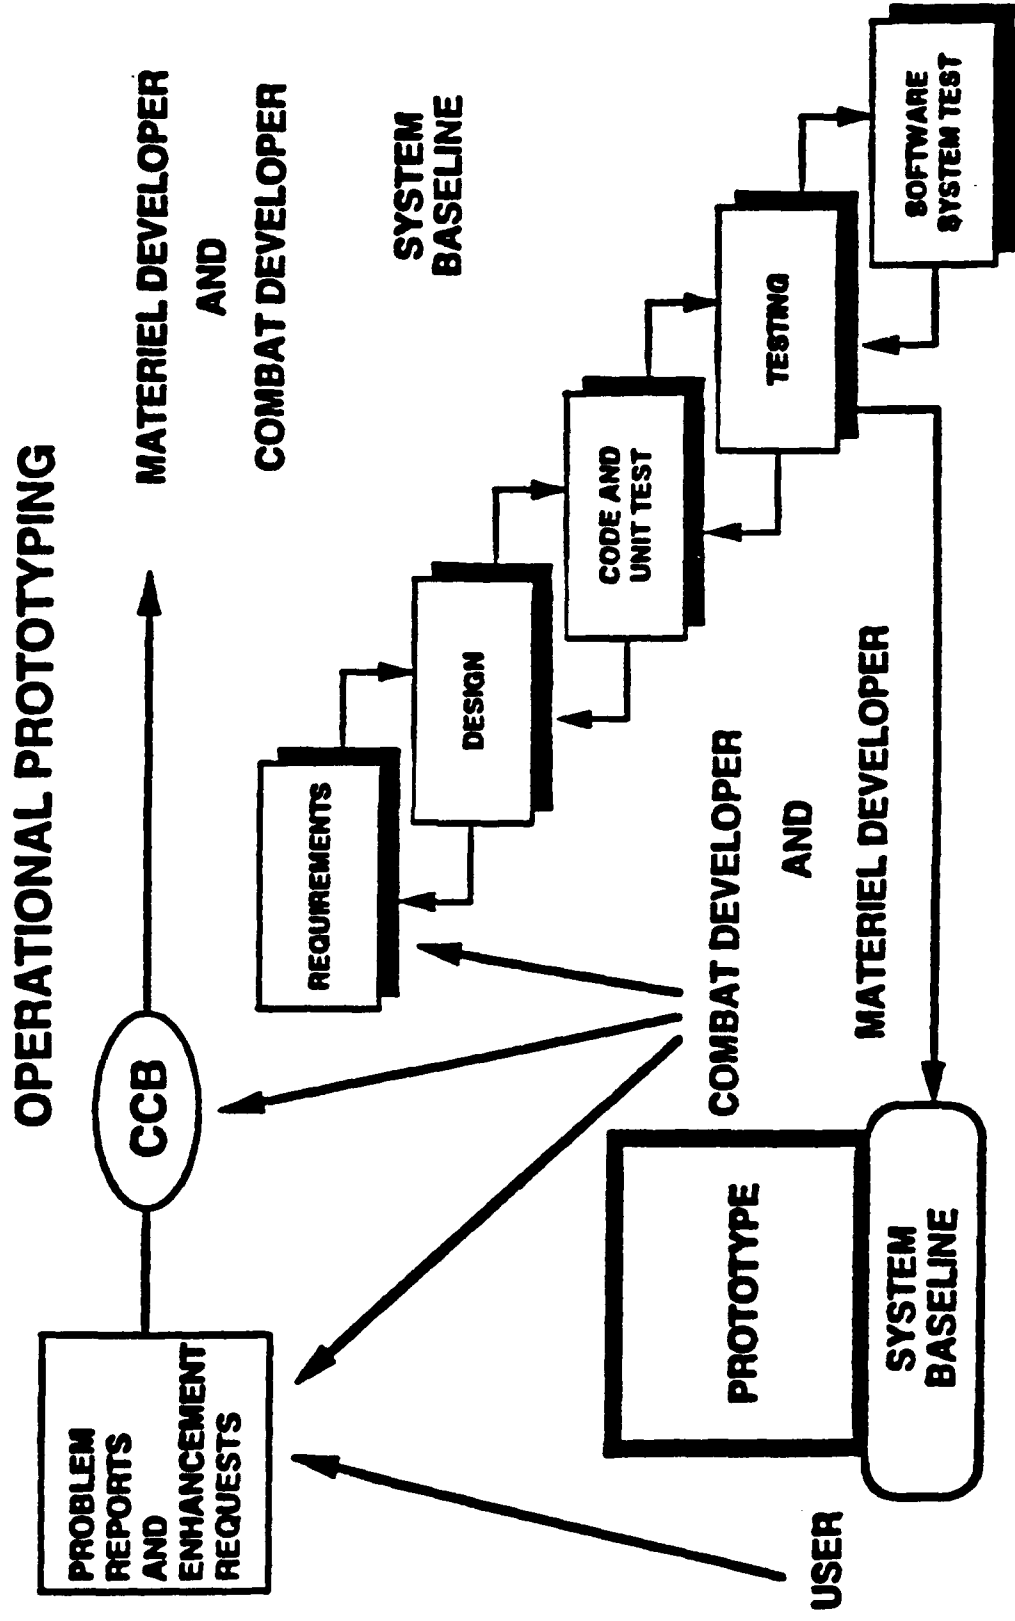 OPERATIONAL PROTOTYPING
PROBLEM
REPORTS
AND
ENHANCEMENT
REQUESTS
CCB
MATERIEL DEVELOPER
AND
COMBAT DEVELOPER
SYSTEM
BASELINE
REQUIREMENTS
DESIGN
CODE AND
UNIT TEST
TESTING
SOFTWARE
SYSTEM TEST
COMBAT DEVELOPER
AND
MATERIEL DEVELOPER
PROTOTYPE
SYSTEM
BASELINE
USER